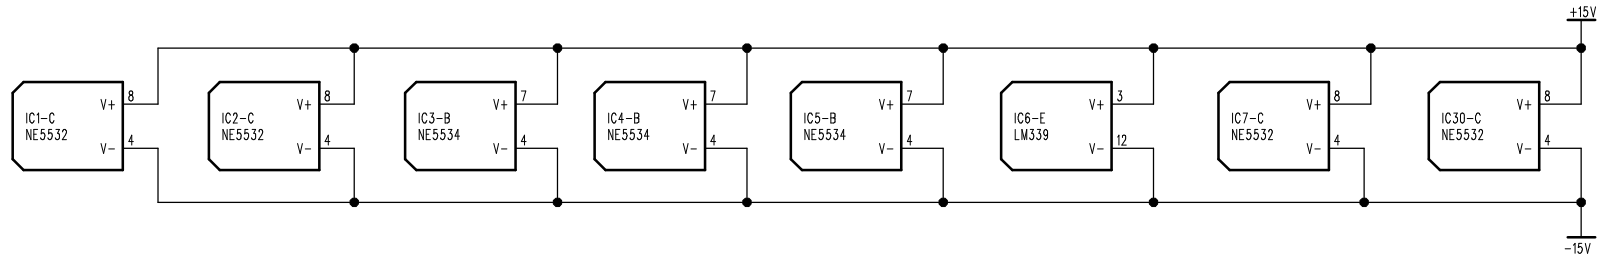 +15V
V+ 8
IC1-C
NE5532
V- 4
V+ 8
IC2-C
NE5532
V- 4
V+ 7
IC3-B
NE5534
V- 4
V+ 7
IC4-B
NE5534
V- 4
V+ 7
IC5-B
NE5534
V- 4
V+ 3
IC6-E
LM339
V- 12
V+ 8
IC7-C
NE5532
V- 4
V+ 8
IC30-C
NE5532
V- 4
-15V